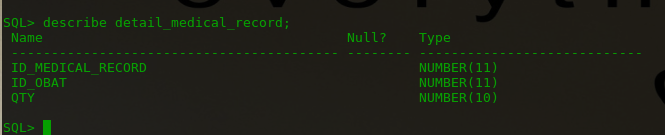 SQL> describe detail_medical_record;
Name Null? Type
----------------------------------------- -------- ----------------------------
ID_MEDICAL_RECORD NUMBER(11)
ID_OBAT NUMBER(11)
QTY NUMBER(10)
SQL>